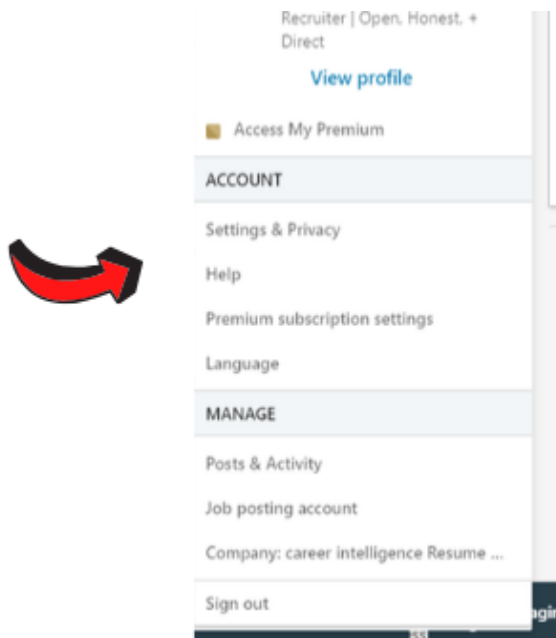 Recruiter | Open, Honest, +
Direct
View profile
Access My Premium
ACCOUNT
Settings & Privacy
Help
Premium subscription settings
Language
MANAGE
Posts & Activity
Job posting account
Company: career intelligence Resume ...
Sign out